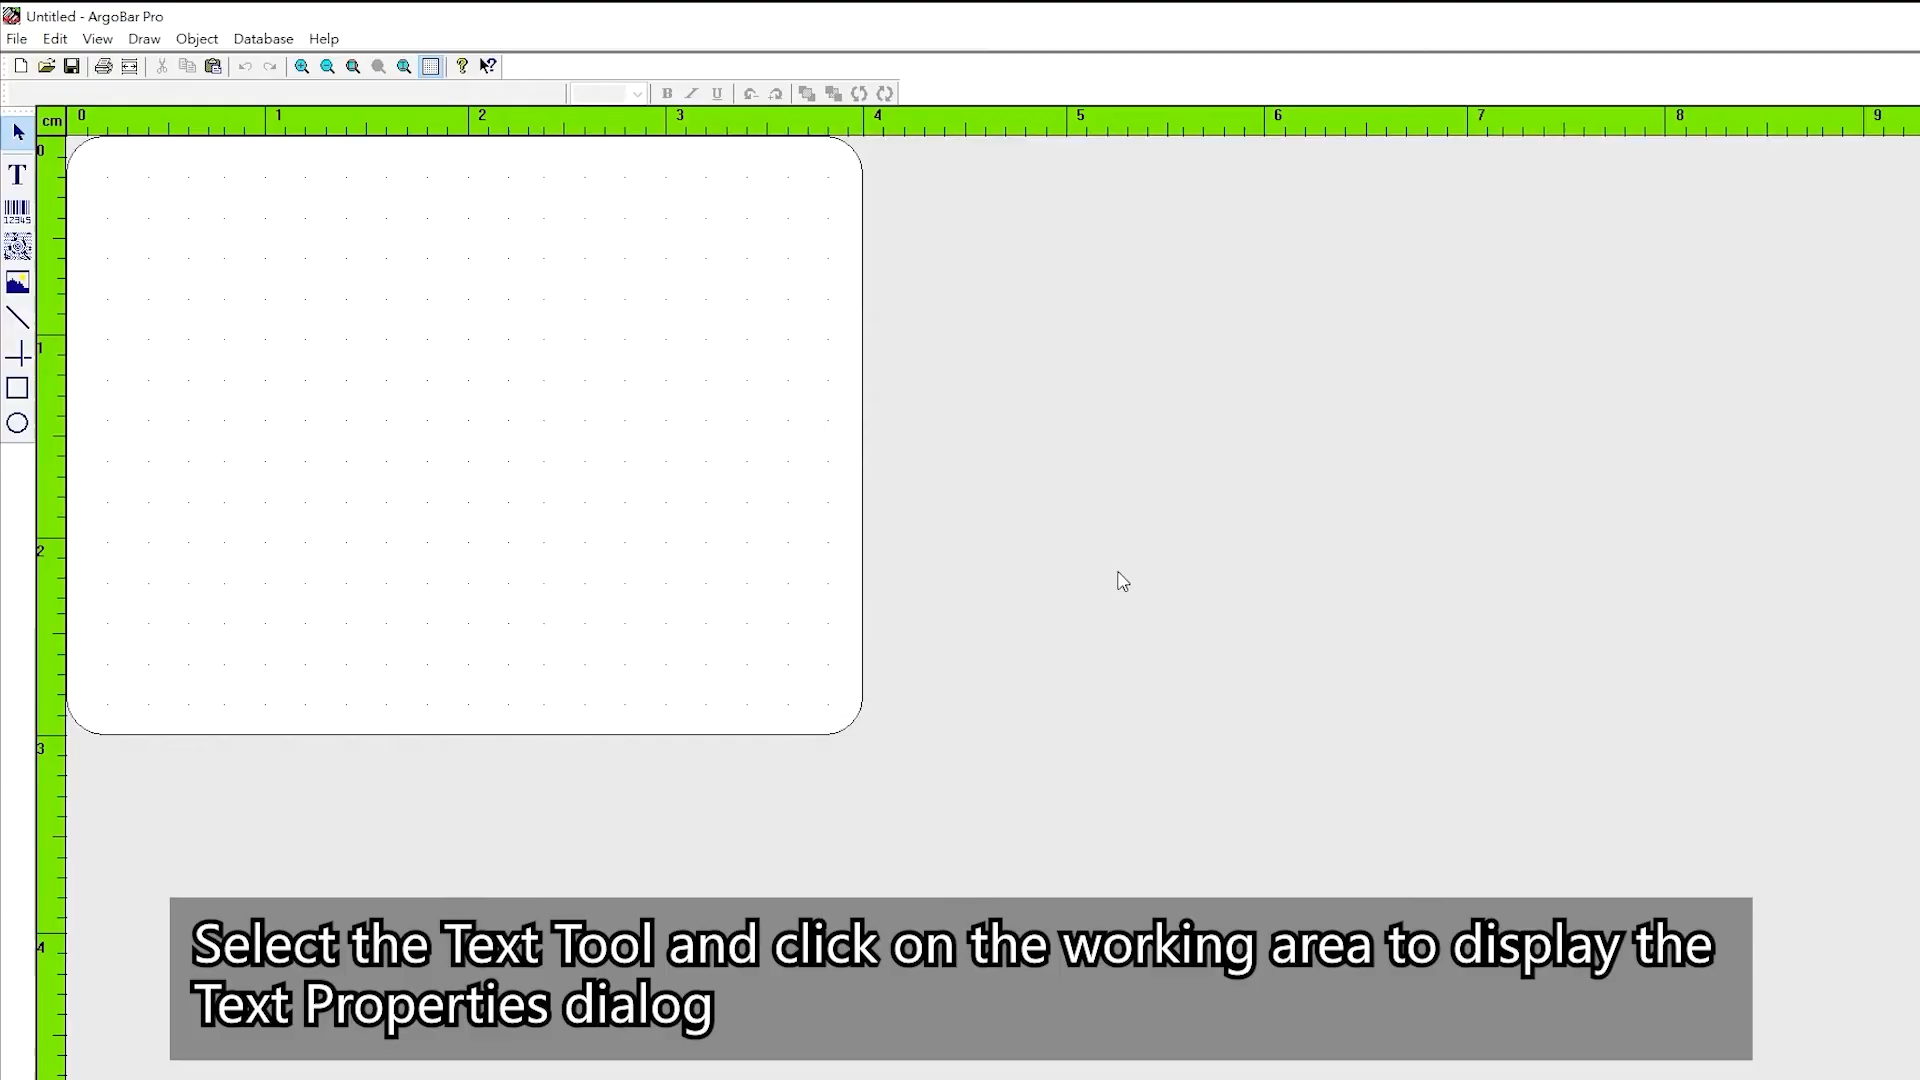 Untitled - ArgoBar Pro
File Edit View Draw Object Database Help
B I U
cm 0 1 2 3 4 5 6 7 8 9
0
T
12345
1
2
3
4
Select the Text Tool and click on the working area to display the
Text Properties dialog